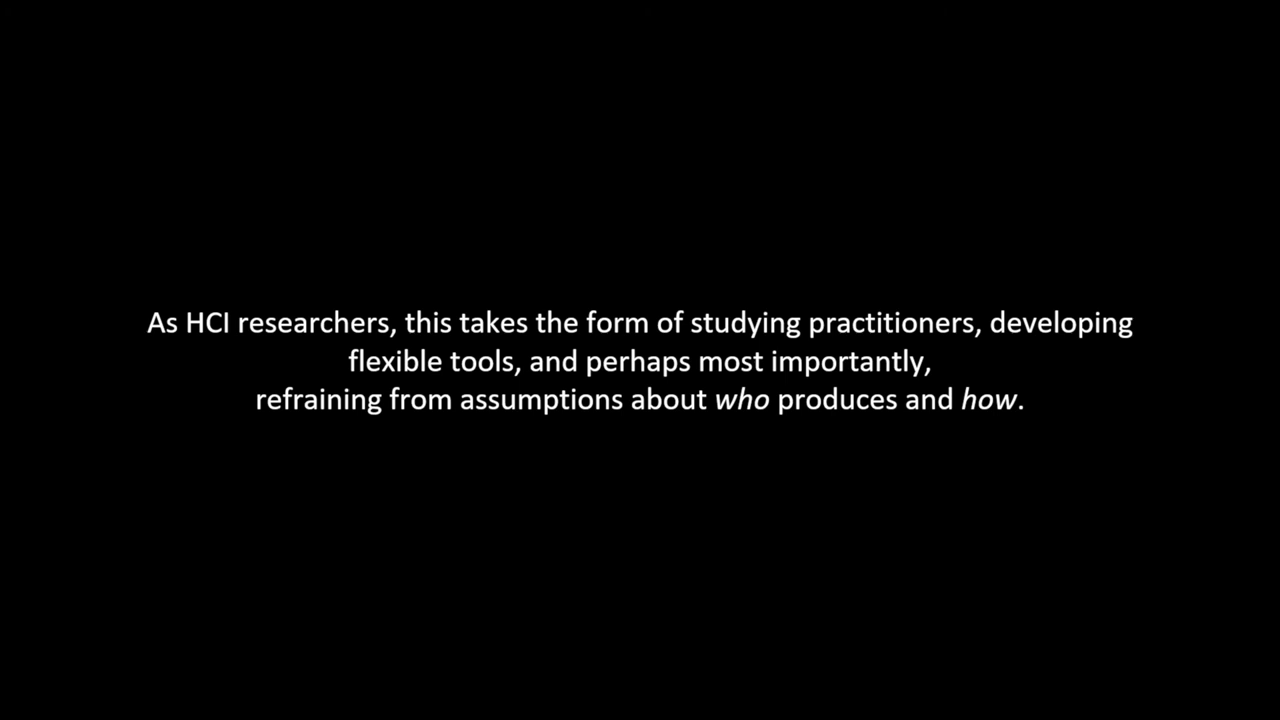 As HCI researchers, this takes the form of studying practitioners, developing
flexible tools, and perhaps most importantly,
refraining from assumptions about who produces and how.